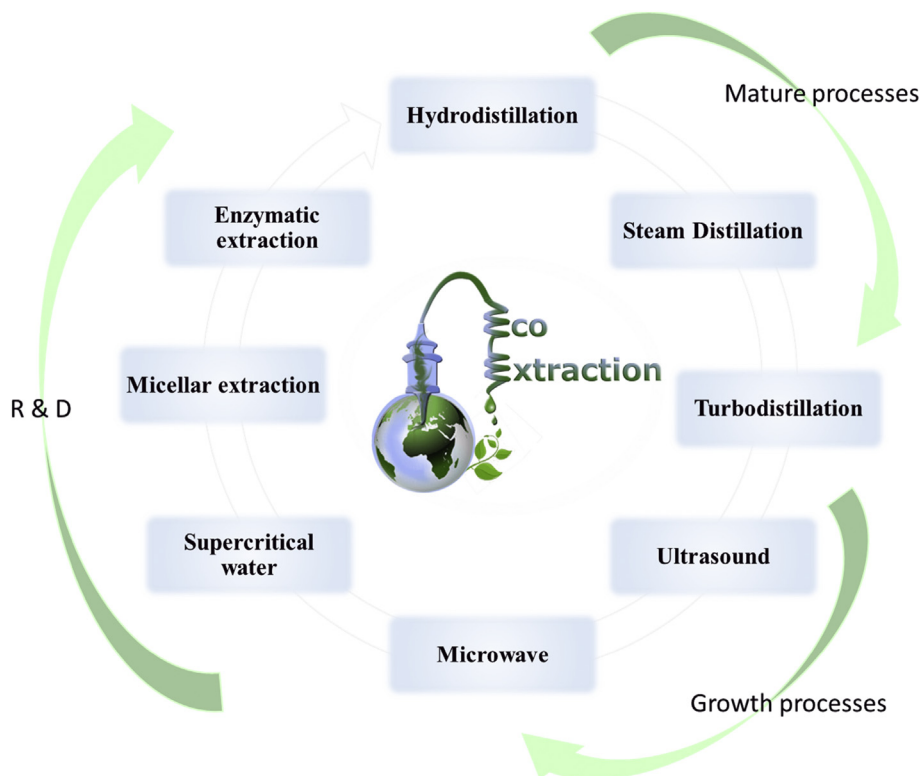 Mature processes
Hydrodistillation
Steam Distillation
Turbodistillation
Ultrasound
Growth processes
Microwave
Supercritical
water
Micellar extraction
R & D
Enzymatic
extraction
co
xtraction